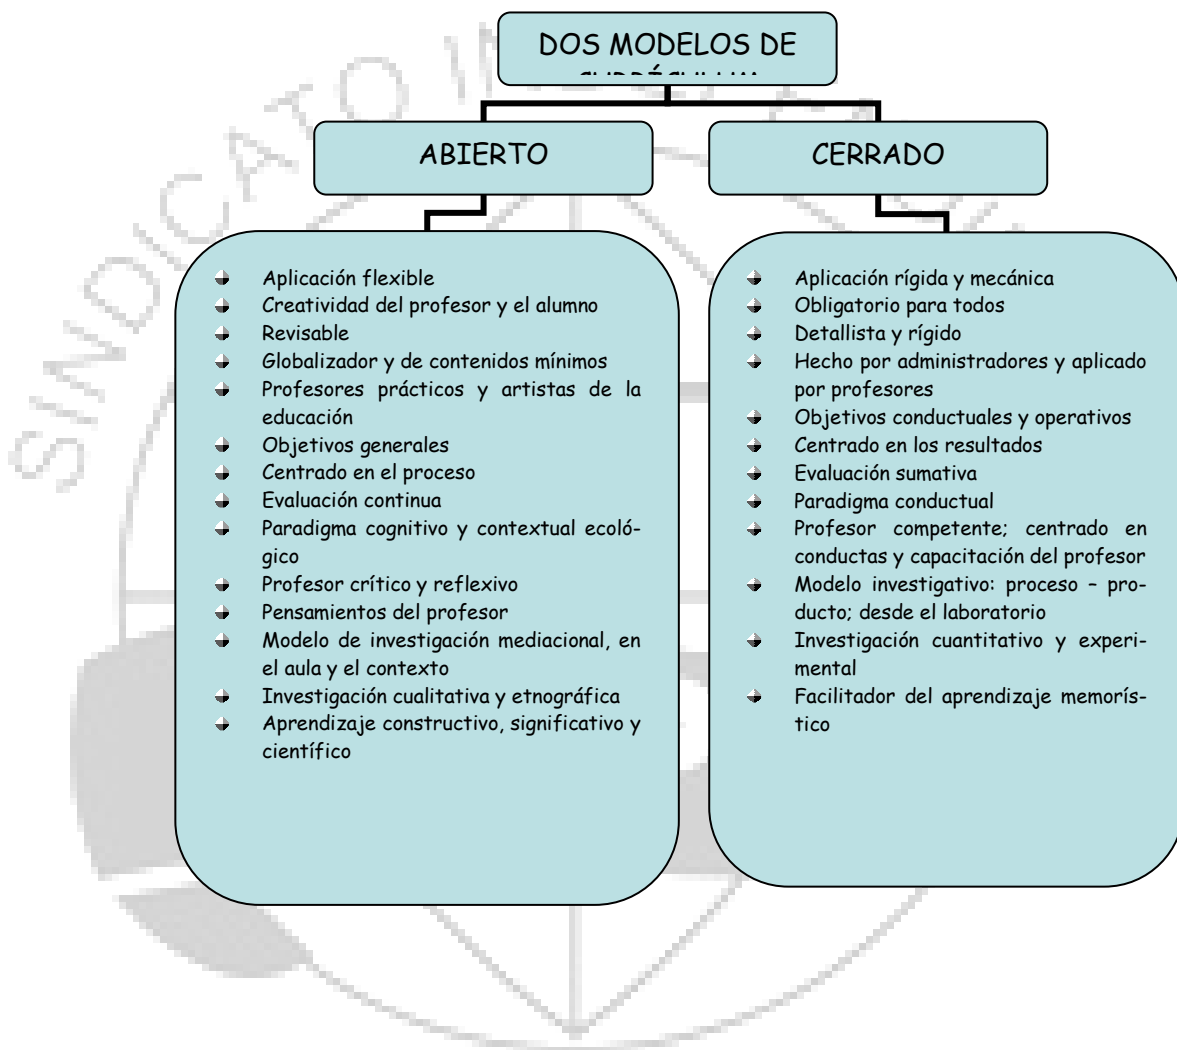 DOS MODELOS DE
ABIERTO
CERRADO
Aplicación flexible
Creatividad del profesor y el alumno
Revisable
Globalizador y de contenidos mínimos
Profesores prácticos y artistas de la
educación
Objetivos generales
Centrado en el proceso
Evaluación continua
Paradigma cognitivo y contextual ecoló-
gico
Profesor crítico y reflexivo
Pensamientos del profesor
Modelo de investigación mediacional, en
el aula y el contexto
Investigación cualitativa y etnográfica
Aprendizaje constructivo, significativo y
científico
Aplicación rígida y mecánica
Obligatorio para todos
Detallista y rígido
Hecho por administradores y aplicado
por profesores
Objetivos conductuales y operativos
Centrado en los resultados
Evaluación sumativa
Paradigma conductual
Profesor competente; centrado en
conductas y capacitación del profesor
Modelo investigativo: proceso – pro-
ducto; desde el laboratorio
Investigación cuantitativo y experi-
mental
Facilitador del aprendizaje memorís-
tico
SINDICATO